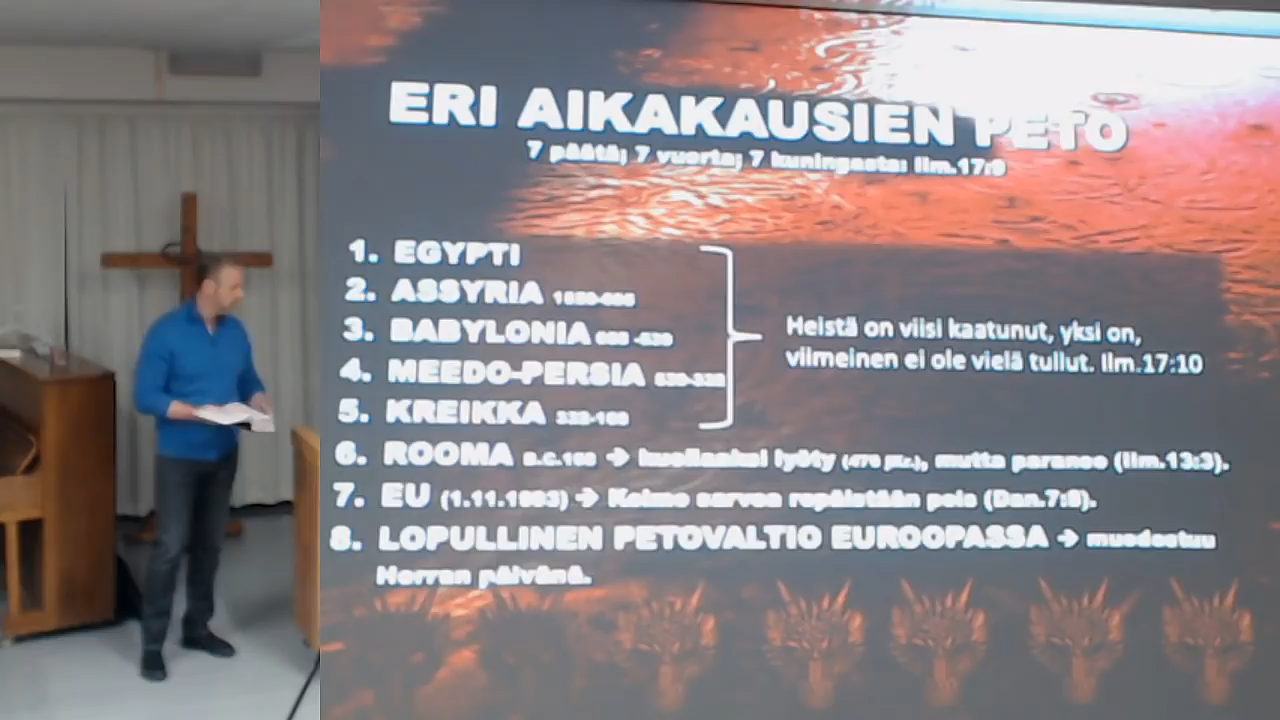 ERI AIKAKAUSIEN PETO
7 päätä; 7 vuorta; 7 kuningasta: Ilm.17:9
1. EGYPTI
2. ASSYRIA
3. BABYLONIA
4. MEEDO-PERSIA
5. KREIKKA
Heistä on viisi kaatunut, yksi on,
viimeinen ei ole vielä tullut. Ilm.17:10
6. ROOMA → kuoliaaksi lyöty mutta paranee (Ilm.13:3).
7. EU (1.11.1993) → Kolme sarvea repäistään pois (Dan.7:8).
8. LOPULLINEN PETOVALTIO EUROOPASSA → muodostuu
Herran päivänä.